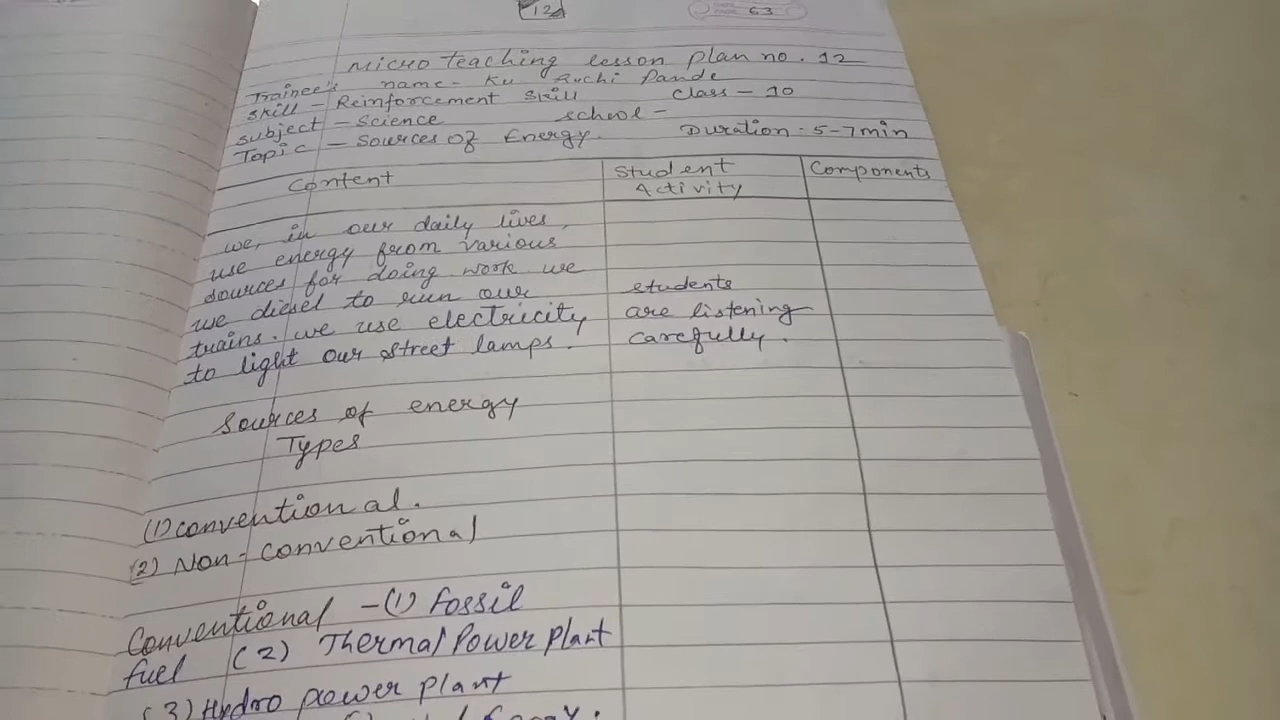 12
63
Micro teaching lesson plan no. 12
Trainee's name - Ku Ruchi Pande
Skill - Reinforcement Skill Class - 10
Subject - Science School -
Topic - Sources Of Energy. Duration - 5-7min
Content Student Activity Components
we, in our daily lives,
use energy from various
sources for doing work we
we diesel to run our
trains. we use electricity
to light our street lamps.
students
are listening
carefully.
Sources of energy
Types
(1) Conventional.
(2) Non-Conventional
Conventional - (1) Fossil
fuel (2) Thermal Power Plant
(3) Hydro power plant